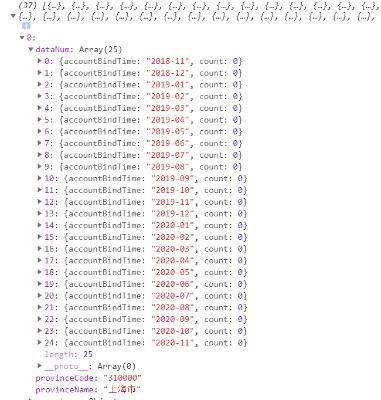 (37) [{…}, {…}, {…}, {…}, {…}, {…}, {…}, {…}, {…}, {…}, {…}, {…}, {…}, {…}, {…}, {…}, {…}, {…},
{…}, {…}, {…}, {…}, {…}, {…}, {…}, {…}, {…}, {…}, {…}, {…}, {…}, {…}, {…}, {…}, {…}, {…},
{…}]
0:
dataNum: Array(25)
0: {accountBindTime: "2018-11", count: 0}
1: {accountBindTime: "2018-12", count: 0}
2: {accountBindTime: "2019-01", count: 0}
3: {accountBindTime: "2019-02", count: 0}
4: {accountBindTime: "2019-03", count: 0}
5: {accountBindTime: "2019-04", count: 0}
6: {accountBindTime: "2019-05", count: 0}
7: {accountBindTime: "2019-06", count: 0}
8: {accountBindTime: "2019-07", count: 0}
9: {accountBindTime: "2019-08", count: 0}
10: {accountBindTime: "2019-09", count: 0}
11: {accountBindTime: "2019-10", count: 0}
12: {accountBindTime: "2019-11", count: 0}
13: {accountBindTime: "2019-12", count: 0}
14: {accountBindTime: "2020-01", count: 0}
15: {accountBindTime: "2020-02", count: 0}
16: {accountBindTime: "2020-03", count: 0}
17: {accountBindTime: "2020-04", count: 0}
18: {accountBindTime: "2020-05", count: 0}
19: {accountBindTime: "2020-06", count: 0}
20: {accountBindTime: "2020-07", count: 0}
21: {accountBindTime: "2020-08", count: 0}
22: {accountBindTime: "2020-09", count: 0}
23: {accountBindTime: "2020-10", count: 0}
24: {accountBindTime: "2020-11", count: 0}
length: 25
__proto__: Array(0)
provinceCode: "310000"
provinceName: "上海市"